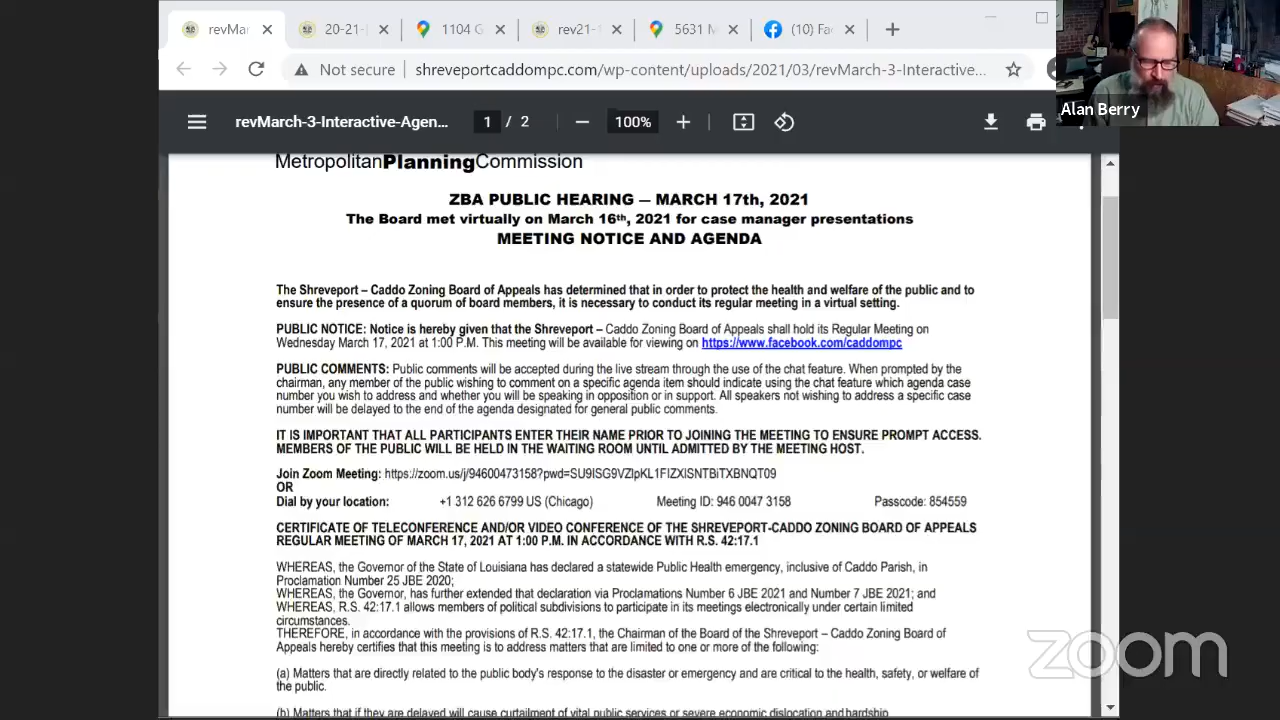 revMar
20-21
1104 G
rev21-1
5631 M
(10) Fac
Not secure
shreveportcaddompc.com/wp-content/uploads/2021/03/revMarch-3-Interactive...
Alan Berry
revMarch-3-Interactive-Agen...
1 / 2
100%
MetropolitanPlanningCommission
ZBA PUBLIC HEARING — MARCH 17th, 2021
The Board met virtually on March 16th, 2021 for case manager presentations
MEETING NOTICE AND AGENDA
The Shreveport – Caddo Zoning Board of Appeals has determined that in order to protect the health and welfare of the public and to
ensure the presence of a quorum of board members, it is necessary to conduct its regular meeting in a virtual setting.
PUBLIC NOTICE: Notice is hereby given that the Shreveport – Caddo Zoning Board of Appeals shall hold its Regular Meeting on
Wednesday March 17, 2021 at 1:00 P.M. This meeting will be available for viewing on https://www.facebook.com/caddompc
PUBLIC COMMENTS: Public comments will be accepted during the live stream through the use of the chat feature. When prompted by the
chairman, any member of the public wishing to comment on a specific agenda item should indicate using the chat feature which agenda case
number you wish to address and whether you will be speaking in opposition or in support. All speakers not wishing to address a specific case
number will be delayed to the end of the agenda designated for general public comments.
IT IS IMPORTANT THAT ALL PARTICIPANTS ENTER THEIR NAME PRIOR TO JOINING THE MEETING TO ENSURE PROMPT ACCESS.
MEMBERS OF THE PUBLIC WILL BE HELD IN THE WAITING ROOM UNTIL ADMITTED BY THE MEETING HOST.
Join Zoom Meeting: https://zoom.us/j/94600473158?pwd=SU9ISG9VZlpKL1FIZXlSNTBiTXBNQT09
OR
Dial by your location: +1 312 626 6799 US (Chicago) Meeting ID: 946 0047 3158 Passcode: 854559
CERTIFICATE OF TELECONFERENCE AND/OR VIDEO CONFERENCE OF THE SHREVEPORT-CADDO ZONING BOARD OF APPEALS
REGULAR MEETING OF MARCH 17, 2021 AT 1:00 P.M. IN ACCORDANCE WITH R.S. 42:17.1
WHEREAS, the Governor of the State of Louisiana has declared a statewide Public Health emergency, inclusive of Caddo Parish, in
Proclamation Number 25 JBE 2020;
WHEREAS, the Governor, has further extended that declaration via Proclamations Number 6 JBE 2021 and Number 7 JBE 2021; and
WHEREAS, R.S. 42:17.1 allows members of political subdivisions to participate in its meetings electronically under certain limited
circumstances.
THEREFORE, in accordance with the provisions of R.S. 42:17.1, the Chairman of the Board of the Shreveport – Caddo Zoning Board of
Appeals hereby certifies that this meeting is to address matters that are limited to one or more of the following:
(a) Matters that are directly related to the public body's response to the disaster or emergency and are critical to the health, safety, or welfare of
the public.
(b) Matters that if they are delayed will cause curtailment of vital public services or severe economic dislocation and hardship
zoom